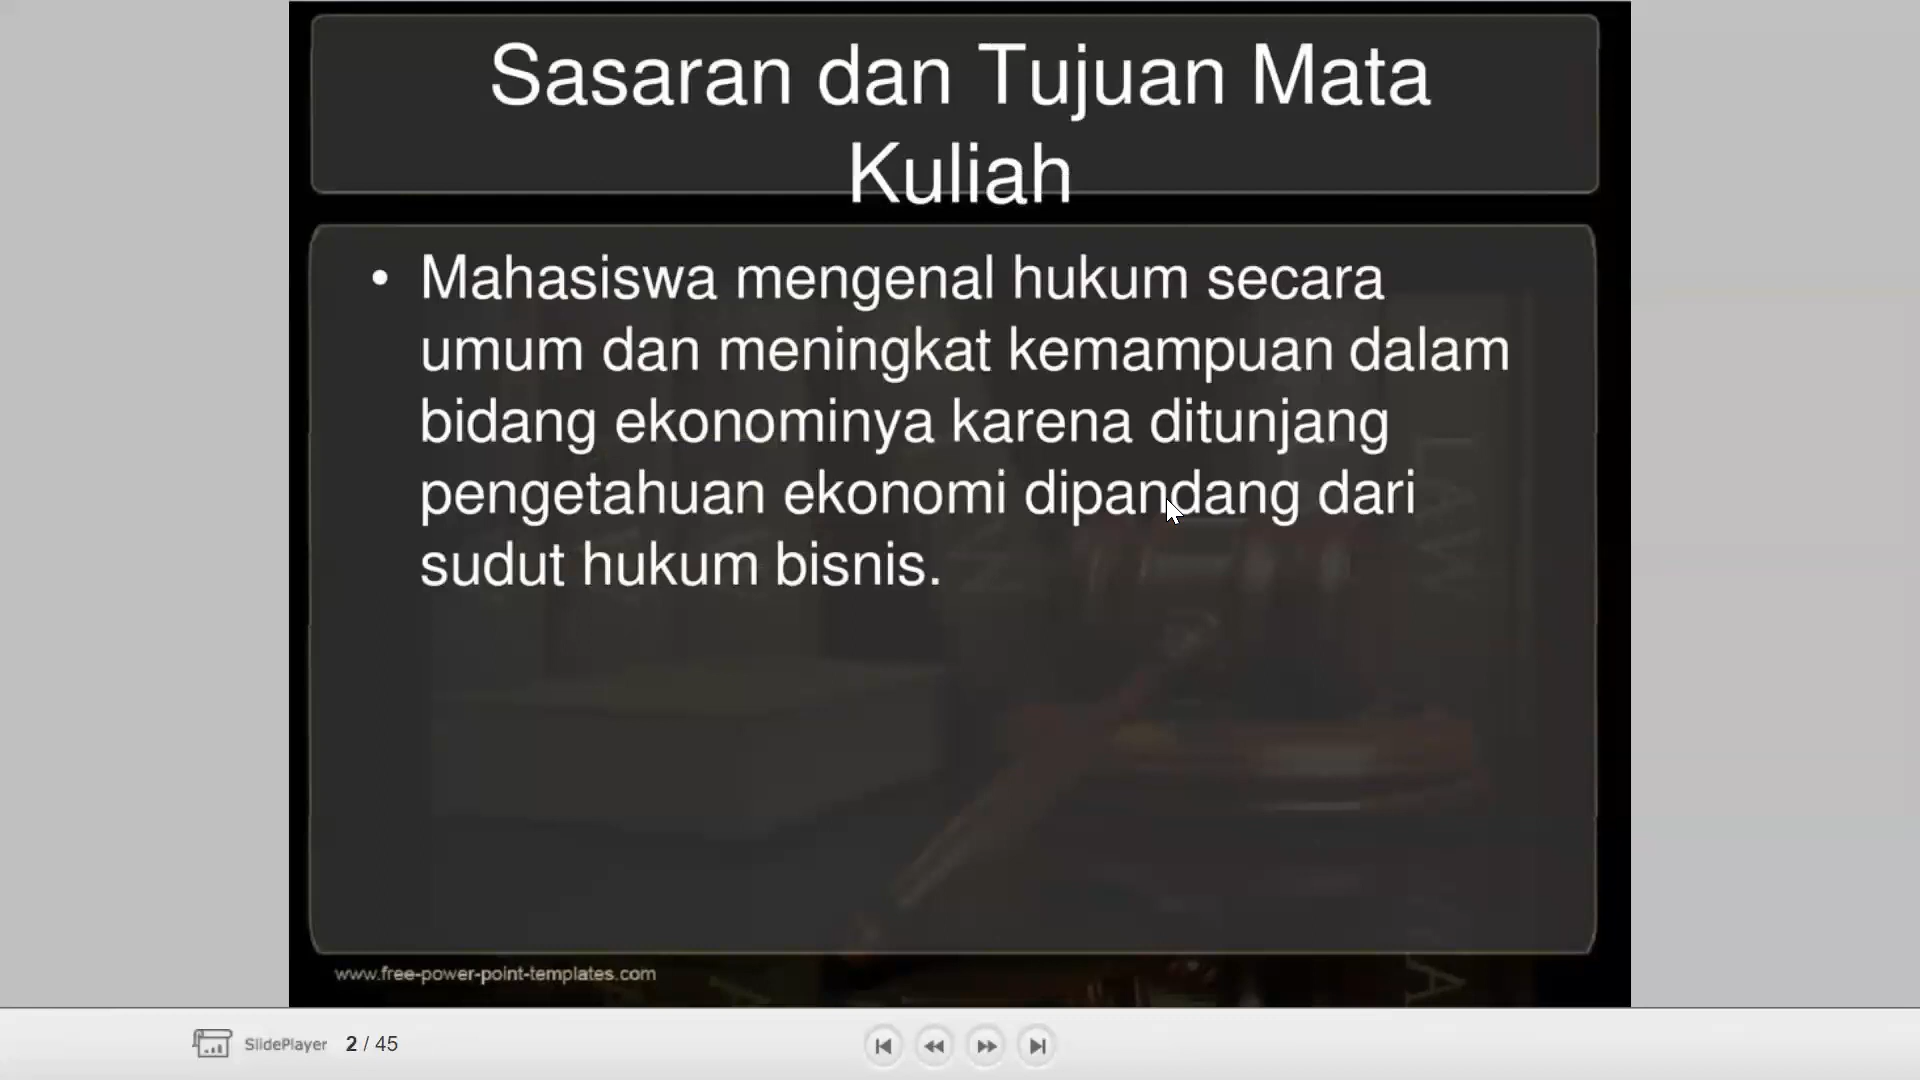 Sasaran dan Tujuan Mata
Kuliah
• Mahasiswa mengenal hukum secara
umum dan meningkat kemampuan dalam
bidang ekonominya karena ditunjang
pengetahuan ekonomi dipandang dari
sudut hukum bisnis.
www.free-power-point-templates.com
SlidePlayer 2 / 45